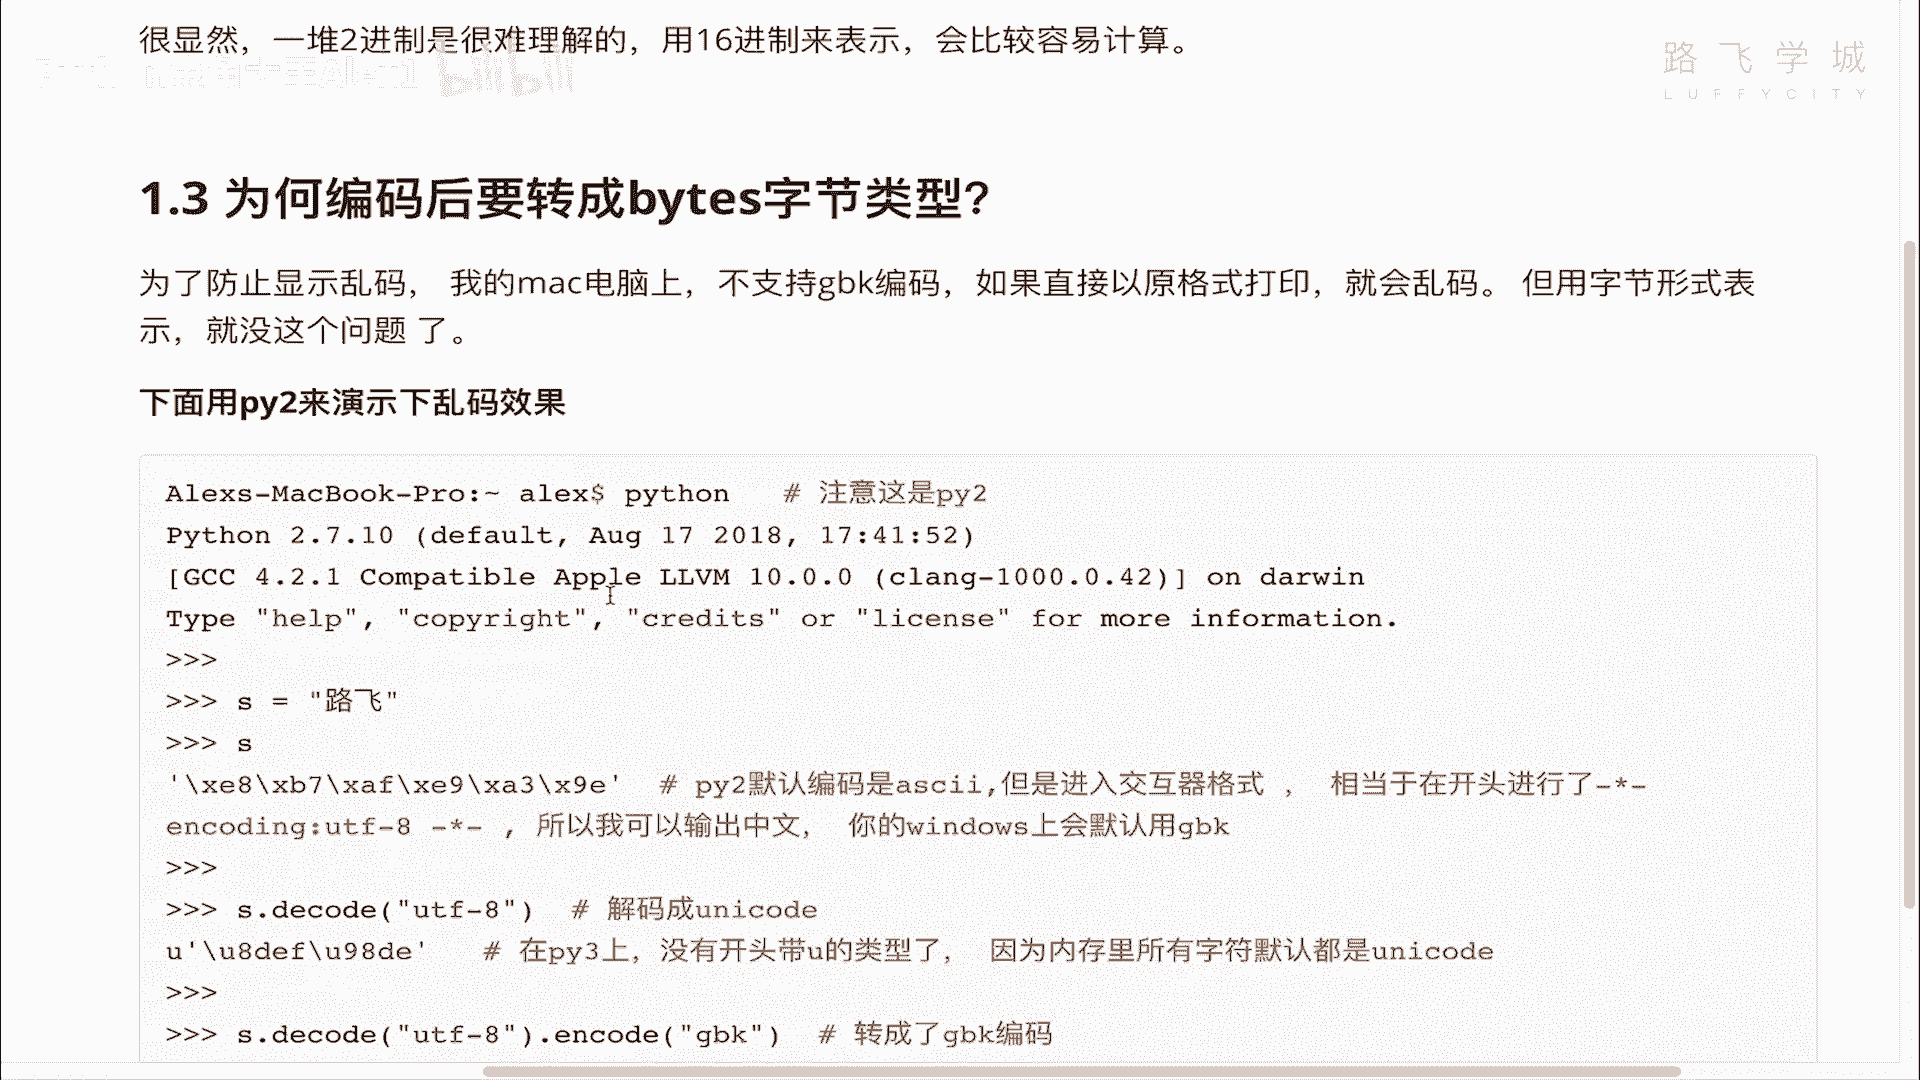 很显然，一堆2进制是很难理解的，用16进制来表示，会比较容易计算。
bilibili
路飞学城
LUFFYCITY
1.3 为何编码后要转成bytes字节类型？
为了防止显示乱码， 我的mac电脑上，不支持gbk编码，如果直接以原格式打印，就会乱码。 但用字节形式表
示，就没这个问题 了。
下面用py2来演示下乱码效果
Alexs-MacBook-Pro:~ alex$ python   # 注意这是py2
Python 2.7.10 (default, Aug 17 2018, 17:41:52)
[GCC 4.2.1 Compatible Apple LLVM 10.0.0 (clang-1000.0.42)] on darwin
Type "help", "copyright", "credits" or "license" for more information.
>>>
>>> s = "路飞"
>>> s
'\xe8\xb7\xaf\xe9\xa3\x9e'  # py2默认编码是ascii,但是进入交互器格式 ， 相当于在开头进行了-*-
encoding:utf-8 -*- , 所以我可以输出中文， 你的windows上会默认用gbk
>>>
>>> s.decode("utf-8")  # 解码成unicode
u'\u8def\u98de'   # 在py3上，没有开头带u的类型了， 因为内存里所有字符默认都是unicode
>>>
>>> s.decode("utf-8").encode("gbk")  # 转成了gbk编码